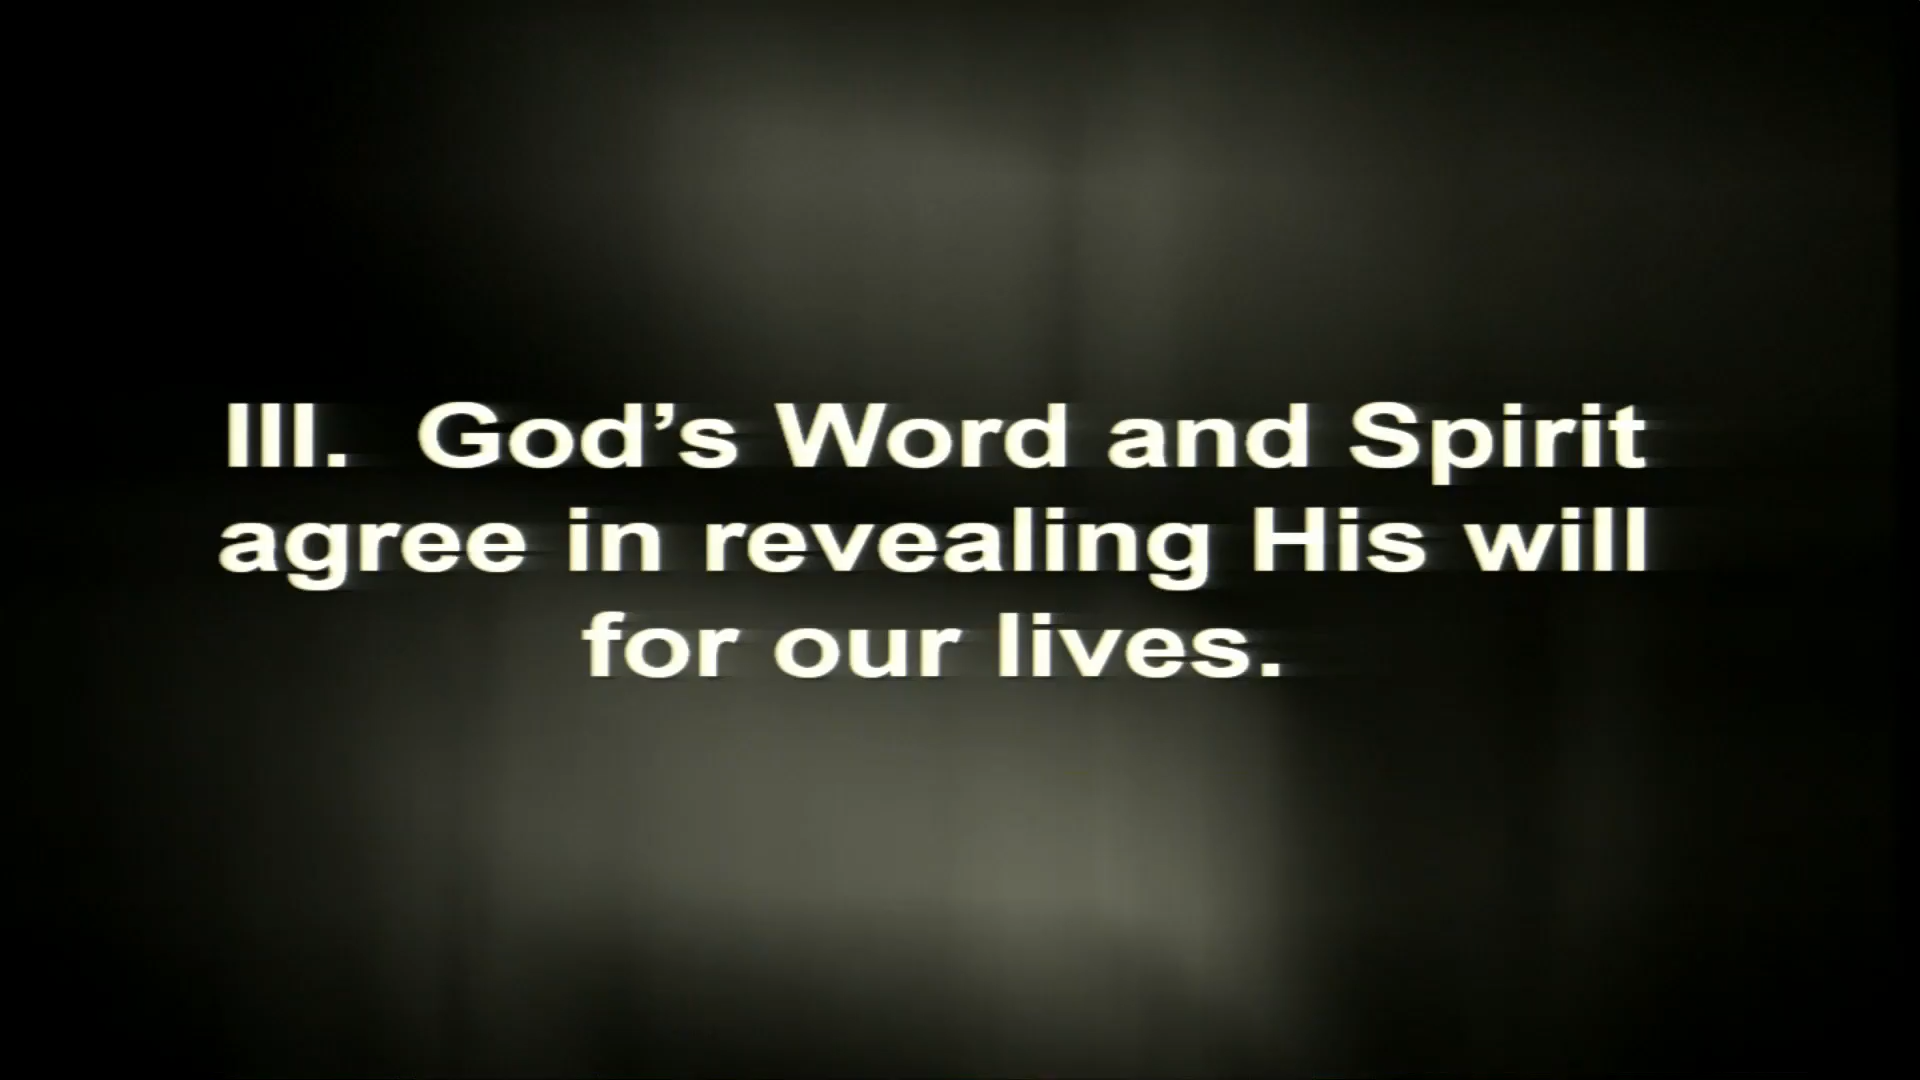 III. God’s Word and Spirit
agree in revealing His will
for our lives.